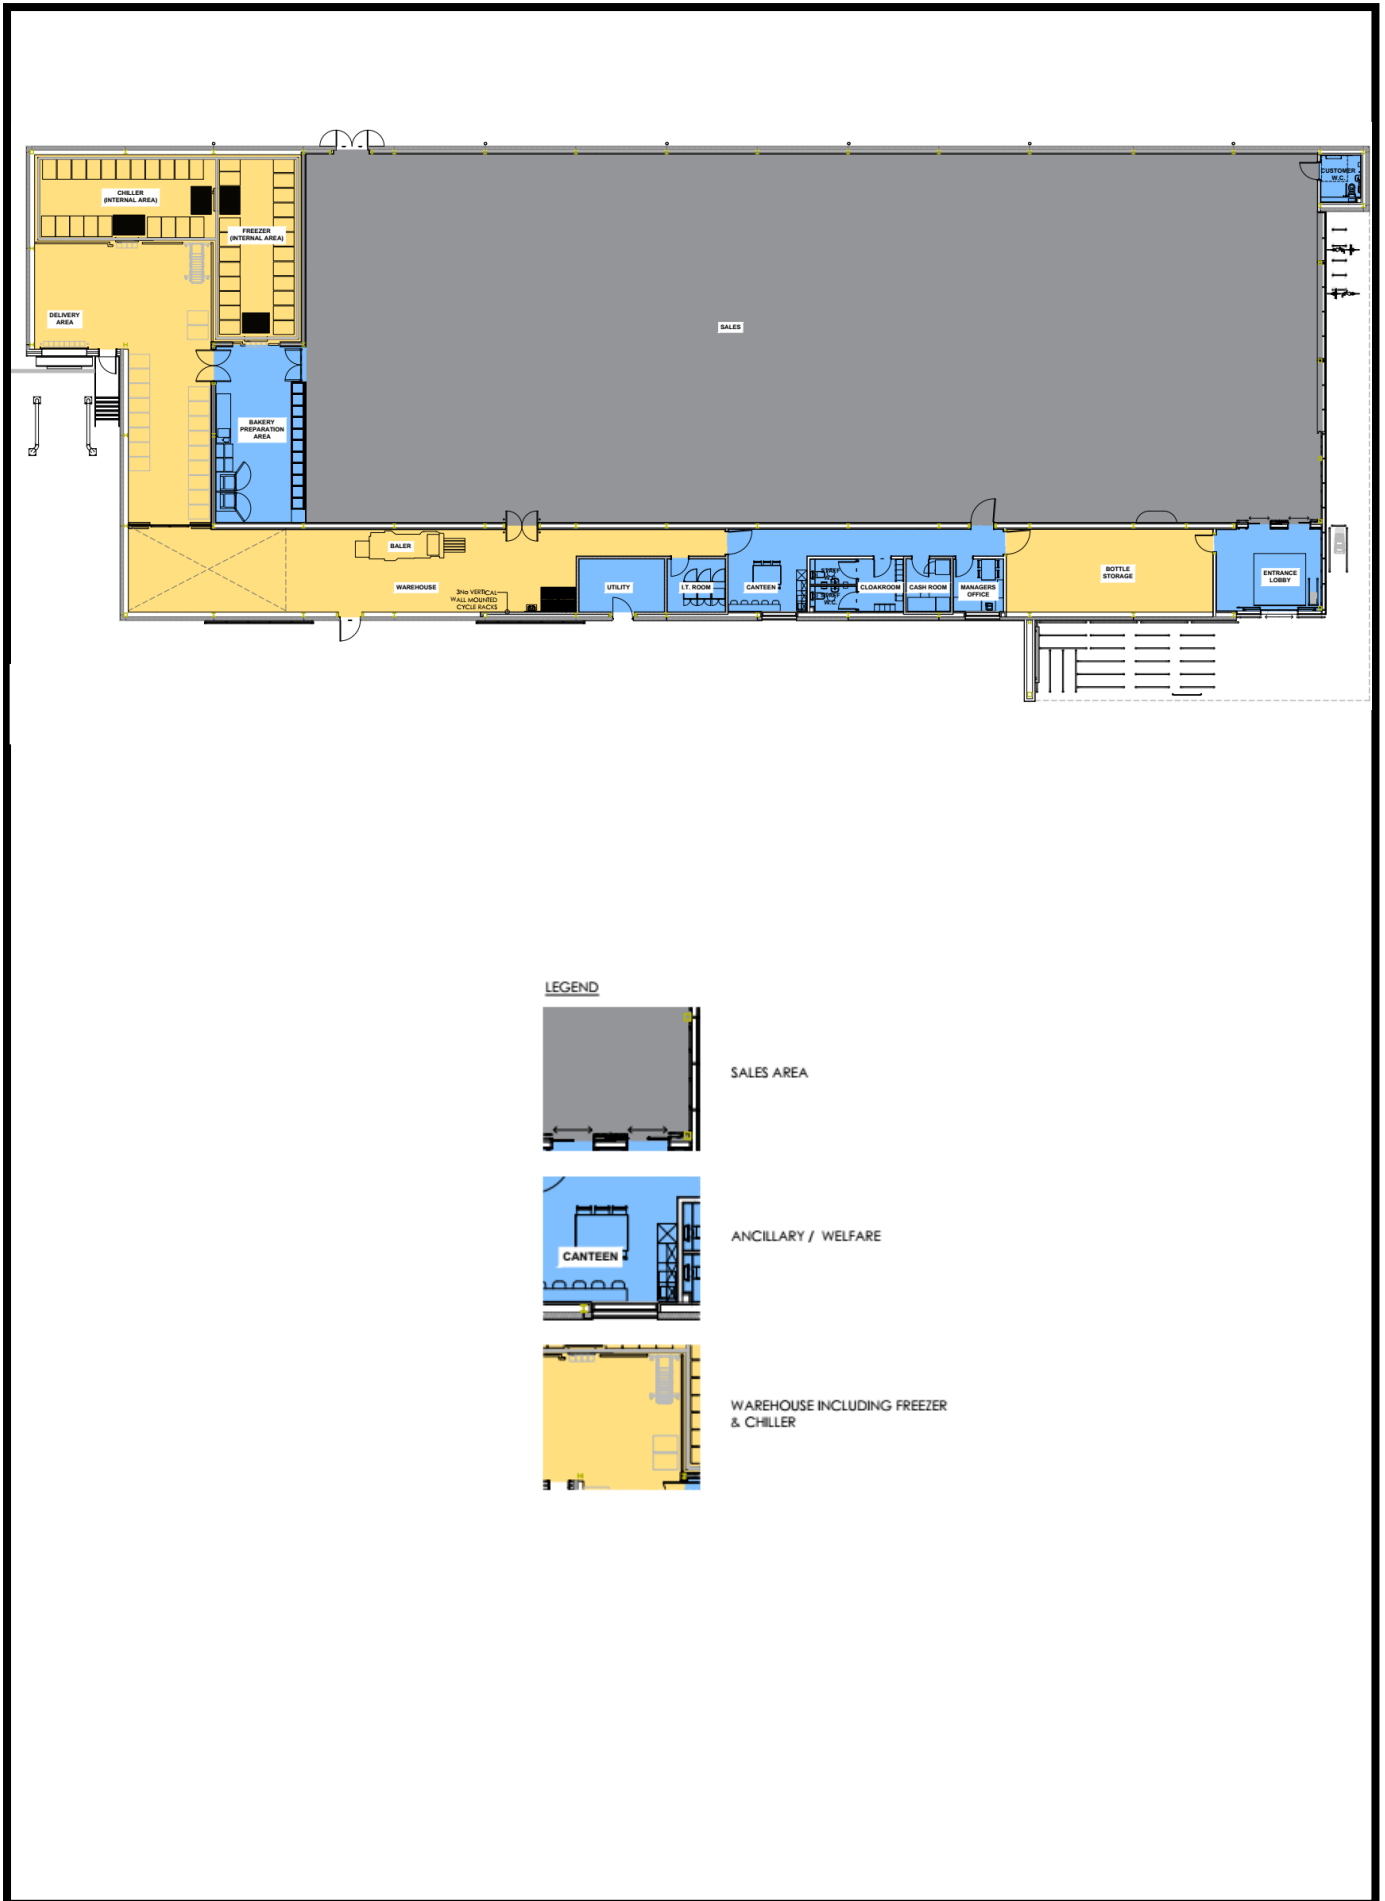 CHILLER
(INTERNAL AREA)
FREEZER
(INTERNAL AREA)
CUSTOMER
W.C.
DELIVERY
AREA
SALES
BAKERY
PREPARATION
AREA
BALER
WAREHOUSE
3No VERTICAL
WALL MOUNTED
CYCLE RACKS
UTILITY
I.T. ROOM
CANTEEN
STAFF
W.C.
STAFF
W.C.
CLOAKROOM
CASH ROOM
MANAGERS
OFFICE
BOTTLE
STORAGE
ENTRANCE
LOBBY
LEGEND
SALES AREA
CANTEEN
ANCILLARY / WELFARE
WAREHOUSE INCLUDING FREEZER
& CHILLER